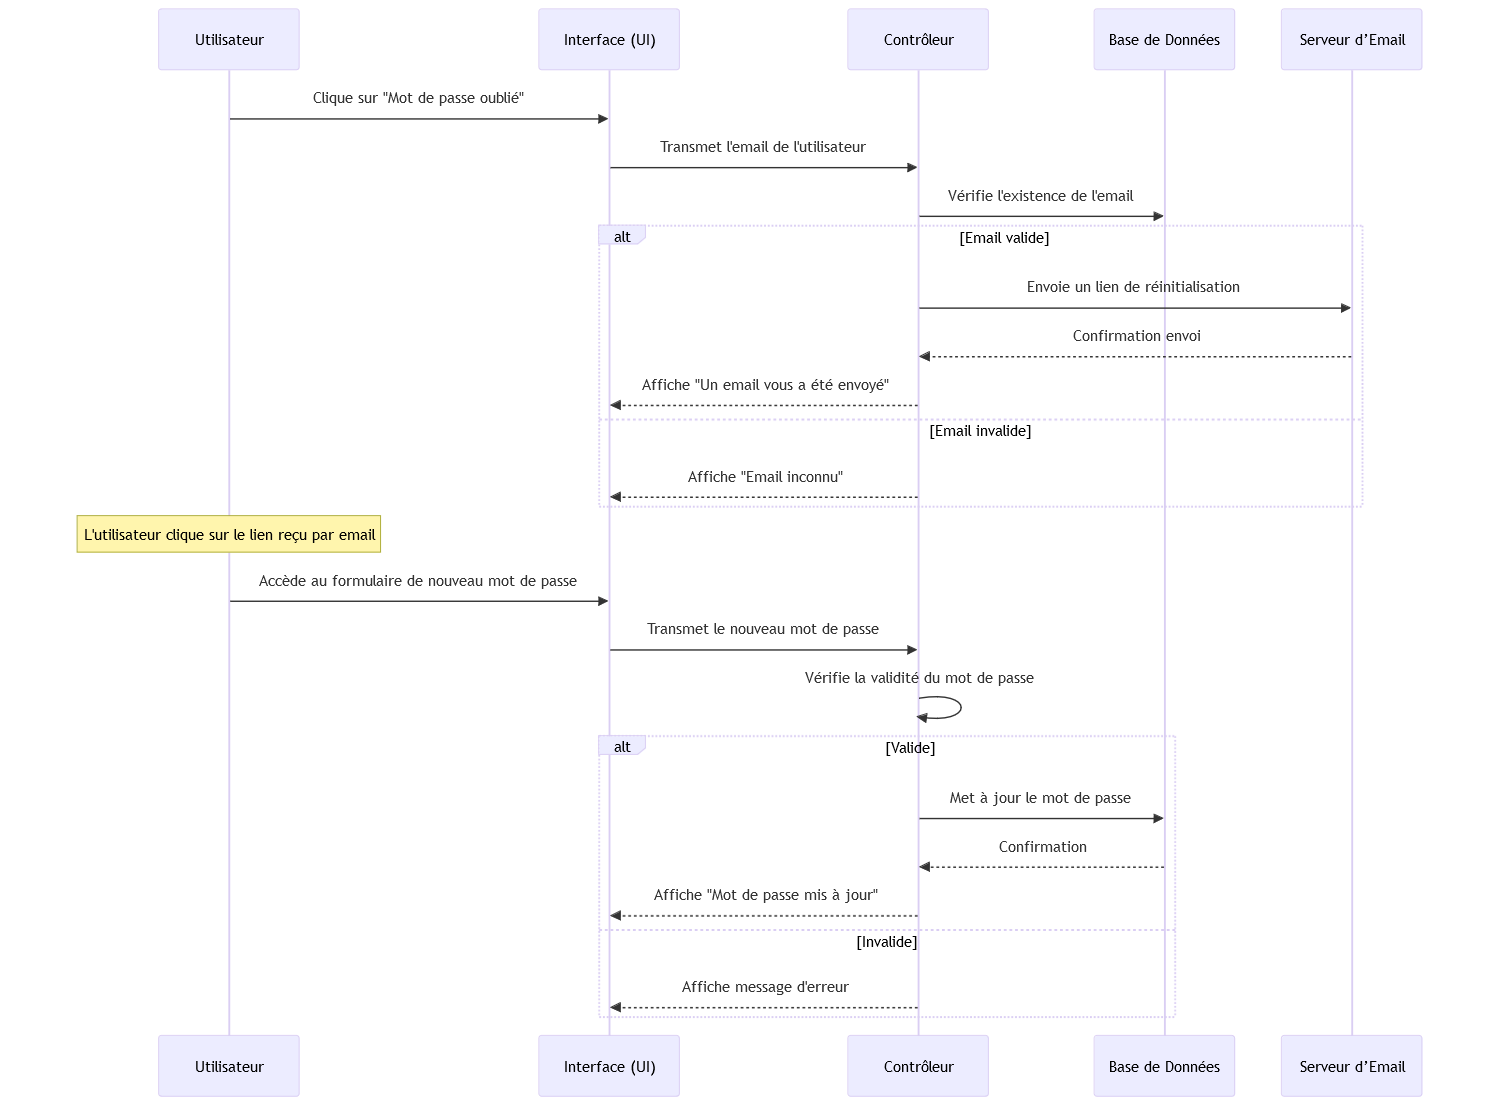 Utilisateur
Interface (UI)
Contrôleur
Base de Données
Serveur d’Email
Clique sur "Mot de passe oublié"
Transmet l'email de l'utilisateur
Vérifie l'existence de l'email
alt
[Email valide]
Envoie un lien de réinitialisation
Confirmation envoi
Affiche "Un email vous a été envoyé"
[Email invalide]
Affiche "Email inconnu"
L'utilisateur clique sur le lien reçu par email
Accède au formulaire de nouveau mot de passe
Transmet le nouveau mot de passe
Vérifie la validité du mot de passe
alt
[Valide]
Met à jour le mot de passe
Confirmation
Affiche "Mot de passe mis à jour"
[Invalide]
Affiche message d'erreur
Utilisateur
Interface (UI)
Contrôleur
Base de Données
Serveur d’Email